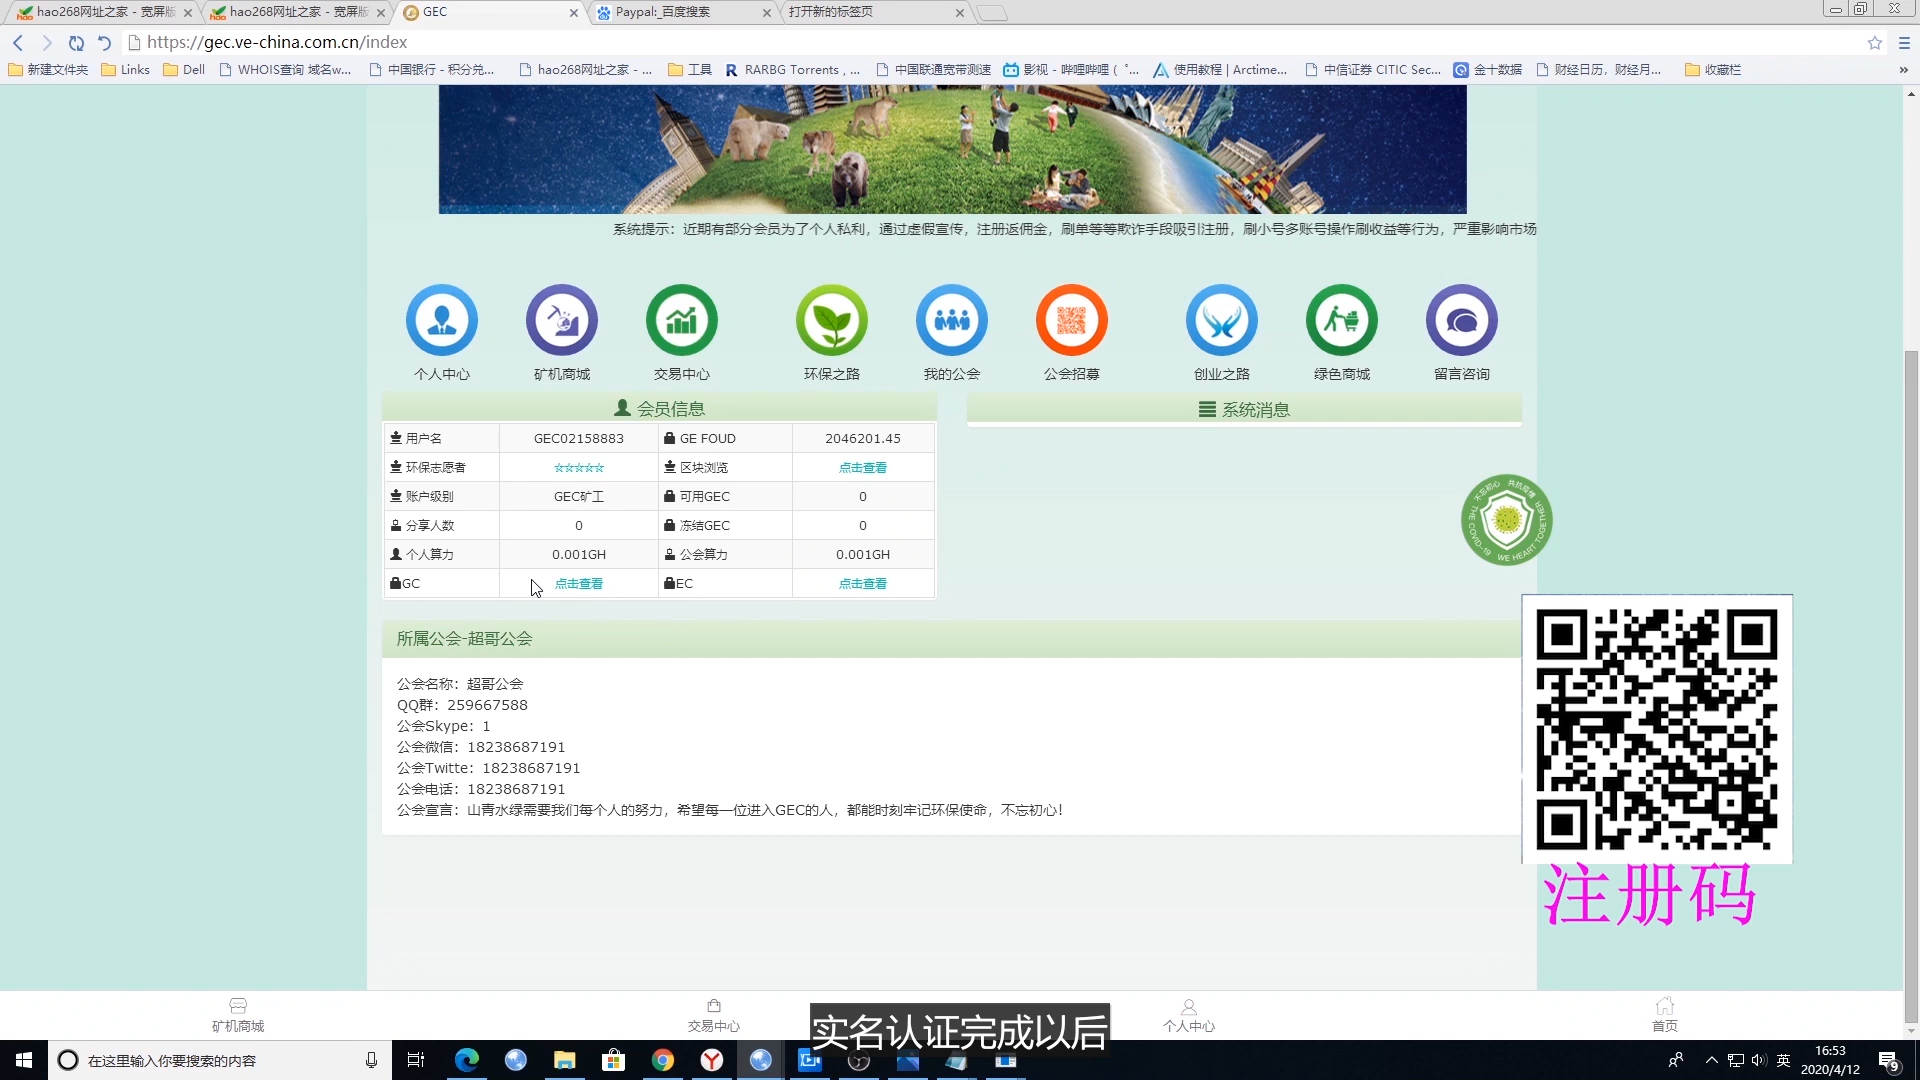 hao268网址之家 - 宽屏版
hao268网址之家 - 宽屏版
GEC
Paypal:_百度搜索
打开新的标签页
https://gec.ve-china.com.cn/index
新建文件夹
Links
Dell
WHOIS查询 域名w...
中国银行 - 积分兑...
hao268网址之家 - ...
工具
RARBG Torrents , ...
中国联通宽带测速
影视 - 哔哩哔哩 ( ゜...
使用教程 | Arctime...
中信证券 CITIC Sec...
金十数据
财经日历，财经月...
收藏栏
系统提示：近期有部分会员为了个人私利，通过虚假宣传，注册返佣金，刷单等等欺诈手段吸引注册，刷小号多账号操作刷收益等行为，严重影响市场
个人中心
矿机商城
交易中心
环保之路
我的公会
公会招募
创业之路
绿色商城
留言咨询
会员信息
系统消息
用户名 GEC02158883 GE FOUD 2046201.45
环保志愿者 ☆☆☆☆☆ 区块浏览 点击查看
账户级别 GEC矿工 可用GEC 0
分享人数 0 冻结GEC 0
个人算力 0.001GH 公会算力 0.001GH
GC 点击查看 EC 点击查看
不忘初心 共抗疫情
THE COVID-19 WE HEART TOGETHER
所属公会-超哥公会
公会名称：超哥公会
QQ群：259667588
公会Skype：1
公会微信：18238687191
公会Twitte：18238687191
公会电话：18238687191
公会宣言：山青水绿需要我们每个人的努力，希望每一位进入GEC的人，都能时刻牢记环保使命，不忘初心！
注册码
矿机商城
交易中心
个人中心
首页
实名认证完成以后
在这里输入你要搜索的内容
英
16:53
2020/4/12
9